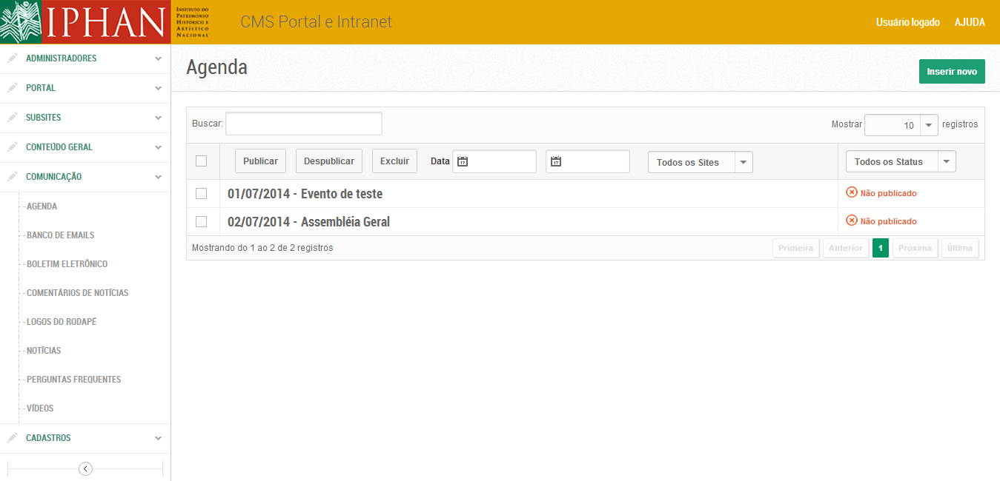 IPHAN
INSTITUTO DO
PATRIMÔNIO
HISTÓRICO E
ARTÍSTICO
NACIONAL
CMS Portal e Intranet
Usuário logado
AJUDA
ADMINISTRADORES
PORTAL
SUBSITES
CONTEÚDO GERAL
COMUNICAÇÃO
AGENDA
BANCO DE EMAILS
BOLETIM ELETRÔNICO
COMENTÁRIOS DE NOTÍCIAS
LOGOS DO RODAPÉ
NOTÍCIAS
PERGUNTAS FREQUENTES
VÍDEOS
CADASTROS
Agenda
Inserir novo
Buscar:
Mostrar 10 registros
Publicar Despublicar Excluir Data 17 17 Todos os Sites Todos os Status
01/07/2014 - Evento de teste Não publicado
02/07/2014 - Assembléia Geral Não publicado
Mostrando do 1 ao 2 de 2 registros
Primeira Anterior 1 Próxima Última